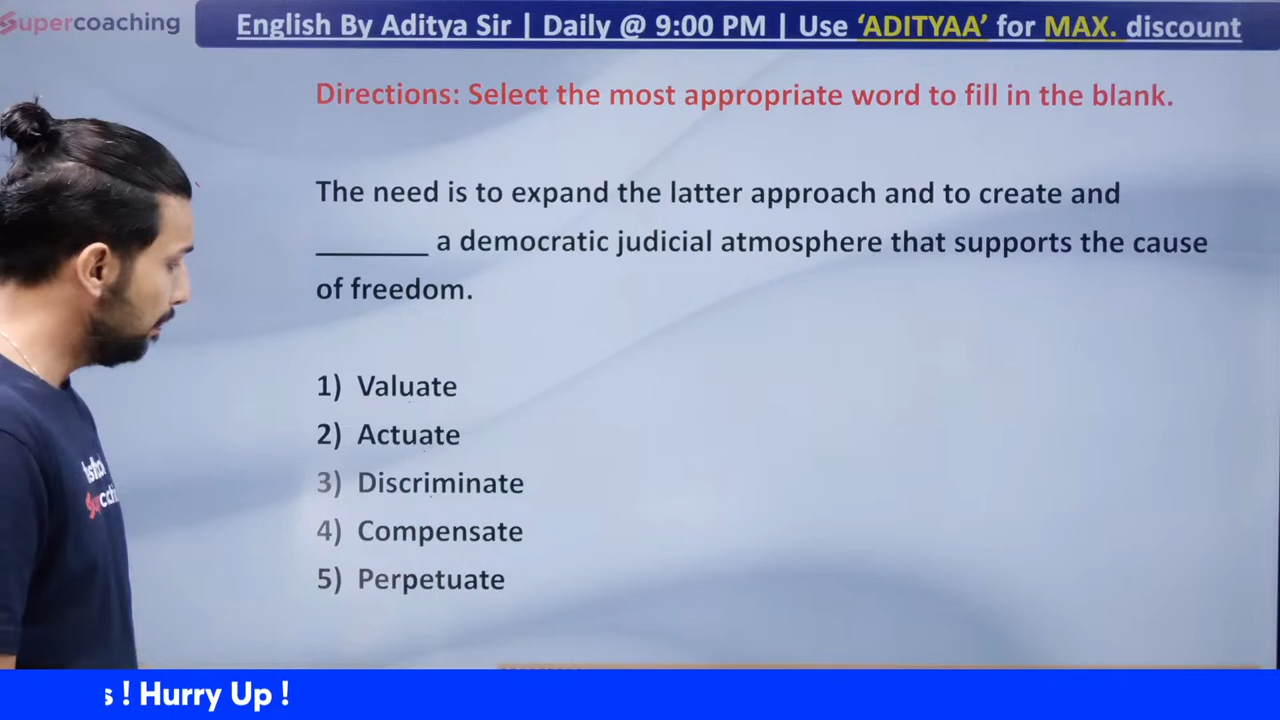 Supercoaching
English By Aditya Sir | Daily @ 9:00 PM | Use ‘ADITYAA’ for MAX. discount
Directions: Select the most appropriate word to fill in the blank.
The need is to expand the latter approach and to create and
_______ a democratic judicial atmosphere that supports the cause
of freedom.
1) Valuate
2) Actuate
3) Discriminate
4) Compensate
5) Perpetuate
s ! Hurry Up !